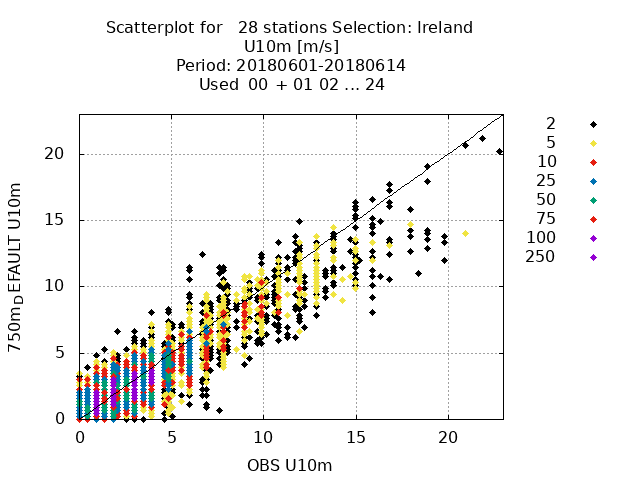 Scatterplot for 28 stations Selection: Ireland
U10m [m/s]
Period: 20180601-20180614
Used 00 + 01 02 ... 24
750m_DEFAULT U10m
20
15
10
5
0
0 5 10 15 20
OBS U10m
2
5
10
25
50
75
100
250